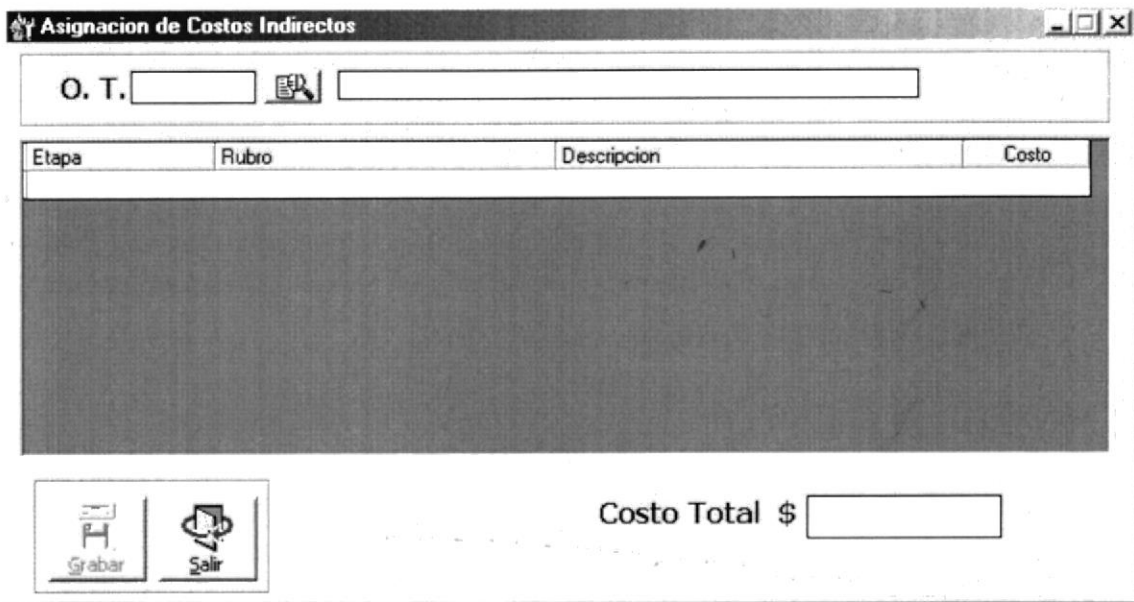 Asignacion de Costos Indirectos
O. T.
Etapa Rubro Descripcion Costo
Costo Total $
Grabar Salir